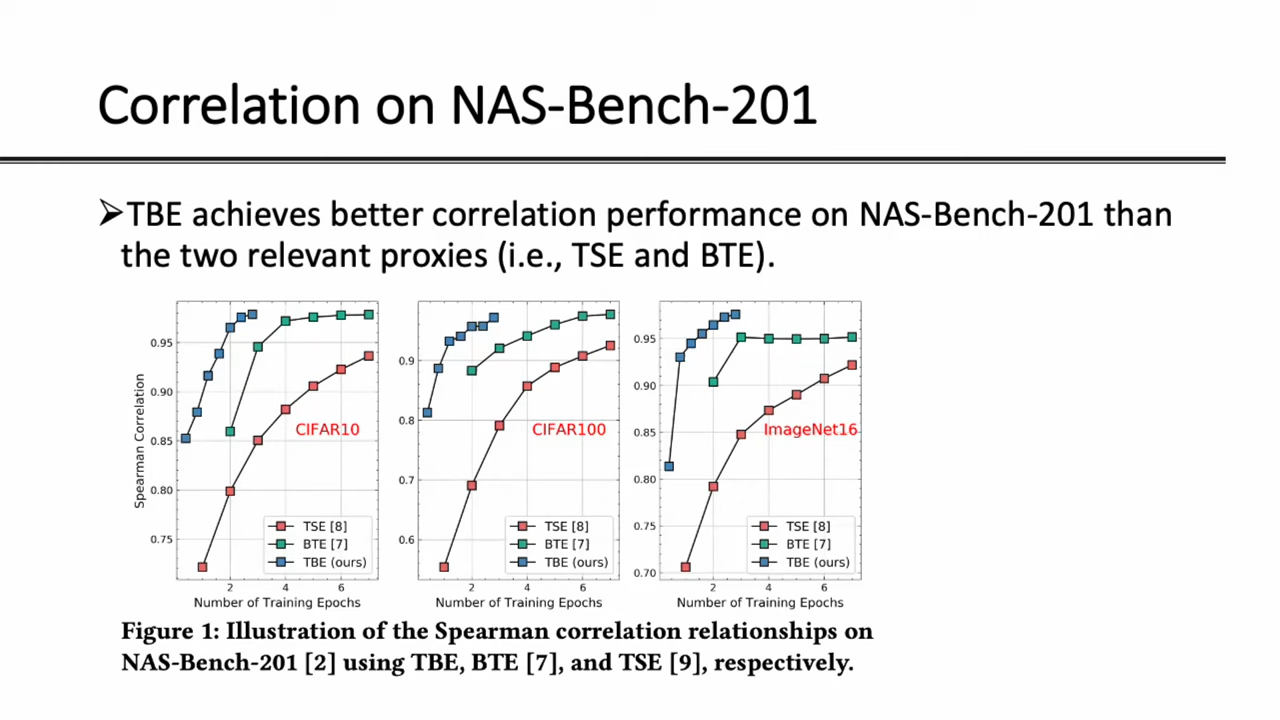 Correlation on NAS-Bench-201
➢TBE achieves better correlation performance on NAS-Bench-201 than
the two relevant proxies (i.e., TSE and BTE).
Spearman Correlation
0.95
0.90
0.85
0.80
0.75
CIFAR10
TSE [8]
BTE [7]
TBE (ours)
2 4 6
Number of Training Epochs
0.9
0.8
0.7
0.6
CIFAR100
TSE [8]
BTE [7]
TBE (ours)
2 4 6
Number of Training Epochs
0.95
0.90
0.85
0.80
0.75
0.70
ImageNet16
TSE [8]
BTE [7]
TBE (ours)
2 4 6
Number of Training Epochs
Figure 1: Illustration of the Spearman correlation relationships on
NAS-Bench-201 [2] using TBE, BTE [7], and TSE [9], respectively.